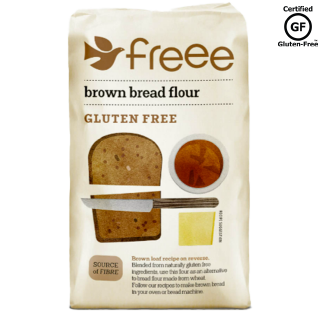 Certified
GF
Gluten-Free
™
freee
brown bread flour
GLUTEN FREE
Brown loaf recipe on reverse.
Blended from naturally gluten free
ingredients, use this flour as an alternative
to bread flour made from wheat.
Follow our recipes to make brown bread
in your oven or bread machine.
SOURCE
of FIBRE